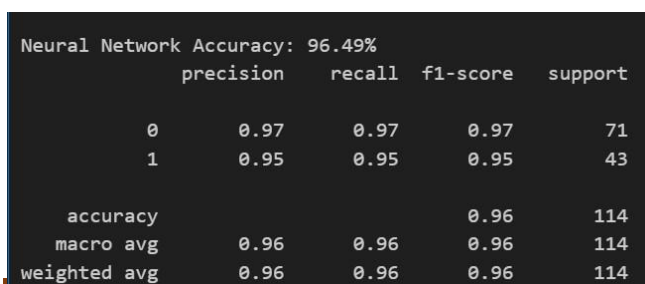 Neural Network Accuracy: 96.49%
precision recall f1-score support
0 0.97 0.97 0.97 71
1 0.95 0.95 0.95 43
accuracy 0.96 114
macro avg 0.96 0.96 0.96 114
weighted avg 0.96 0.96 0.96 114